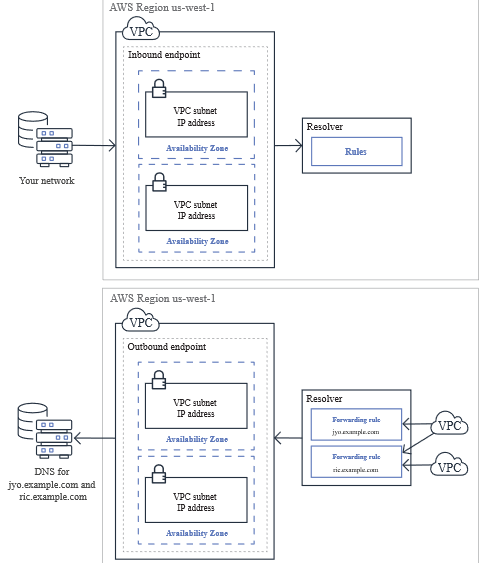 AWS Region us-west-1
VPC
Inbound endpoint
VPC subnet
IP address
Availability Zone
VPC subnet
IP address
Availability Zone
Your network
Resolver
Rules
AWS Region us-west-1
VPC
Outbound endpoint
VPC subnet
IP address
Availability Zone
VPC subnet
IP address
Availability Zone
DNS for
jyo.example.com and
ric.example.com
Resolver
Forwarding rule
jyo.example.com
Forwarding rule
ric.example.com
VPC
VPC